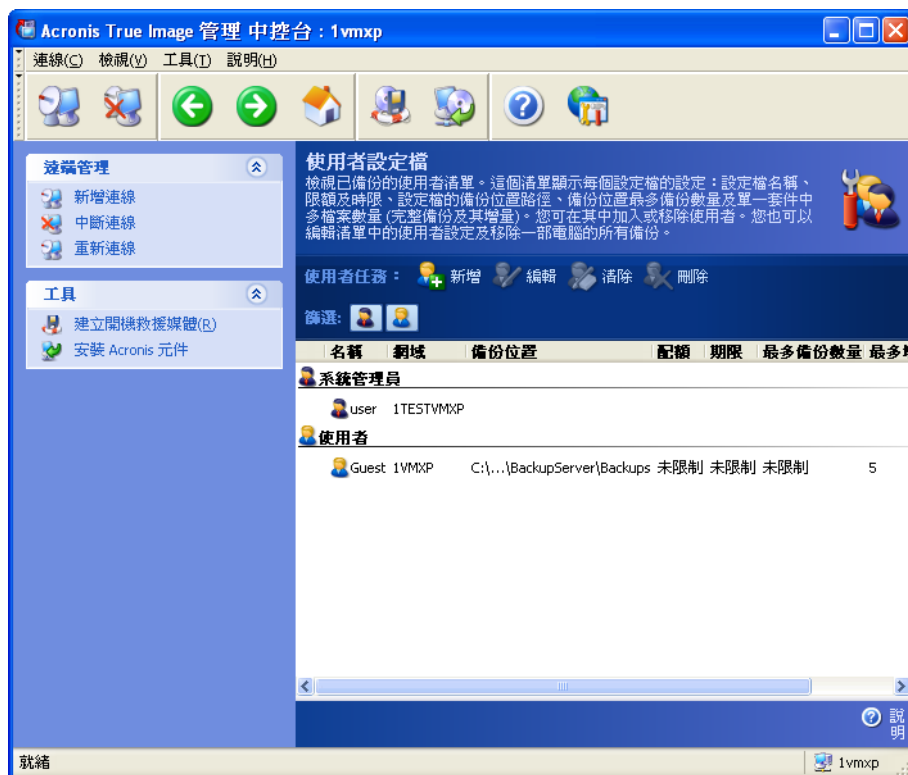 Acronis True Image 管理 中控台 : 1vmxp
連線(C) 檢視(V) 工具(T) 說明(H)
遠端管理
新增連線
中斷連線
重新連線
工具
建立開機救援媒體(R)
安裝 Acronis 元件
使用者設定檔
檢視已備份的使用者清單。這個清單顯示每個設定檔的設定：設定檔名稱、
限額及時限、設定檔的備份位置路徑、備份位置最多備份數量及單一套件中
多檔案數量 (完整備份及其增量)。您可在其中加入或移除使用者。您也可以
編輯清單中的使用者設定及移除一部電腦的所有備份。
使用者任務： 新增 編輯 清除 刪除
篩選:
名稱 網域 備份位置 配額 期限 最多備份數量 最多
系統管理員
user 1TESTVMXP
使用者
Guest 1VMXP C:\...\BackupServer\Backups 未限制 未限制 未限制 5
說明
就緒 1vmxp